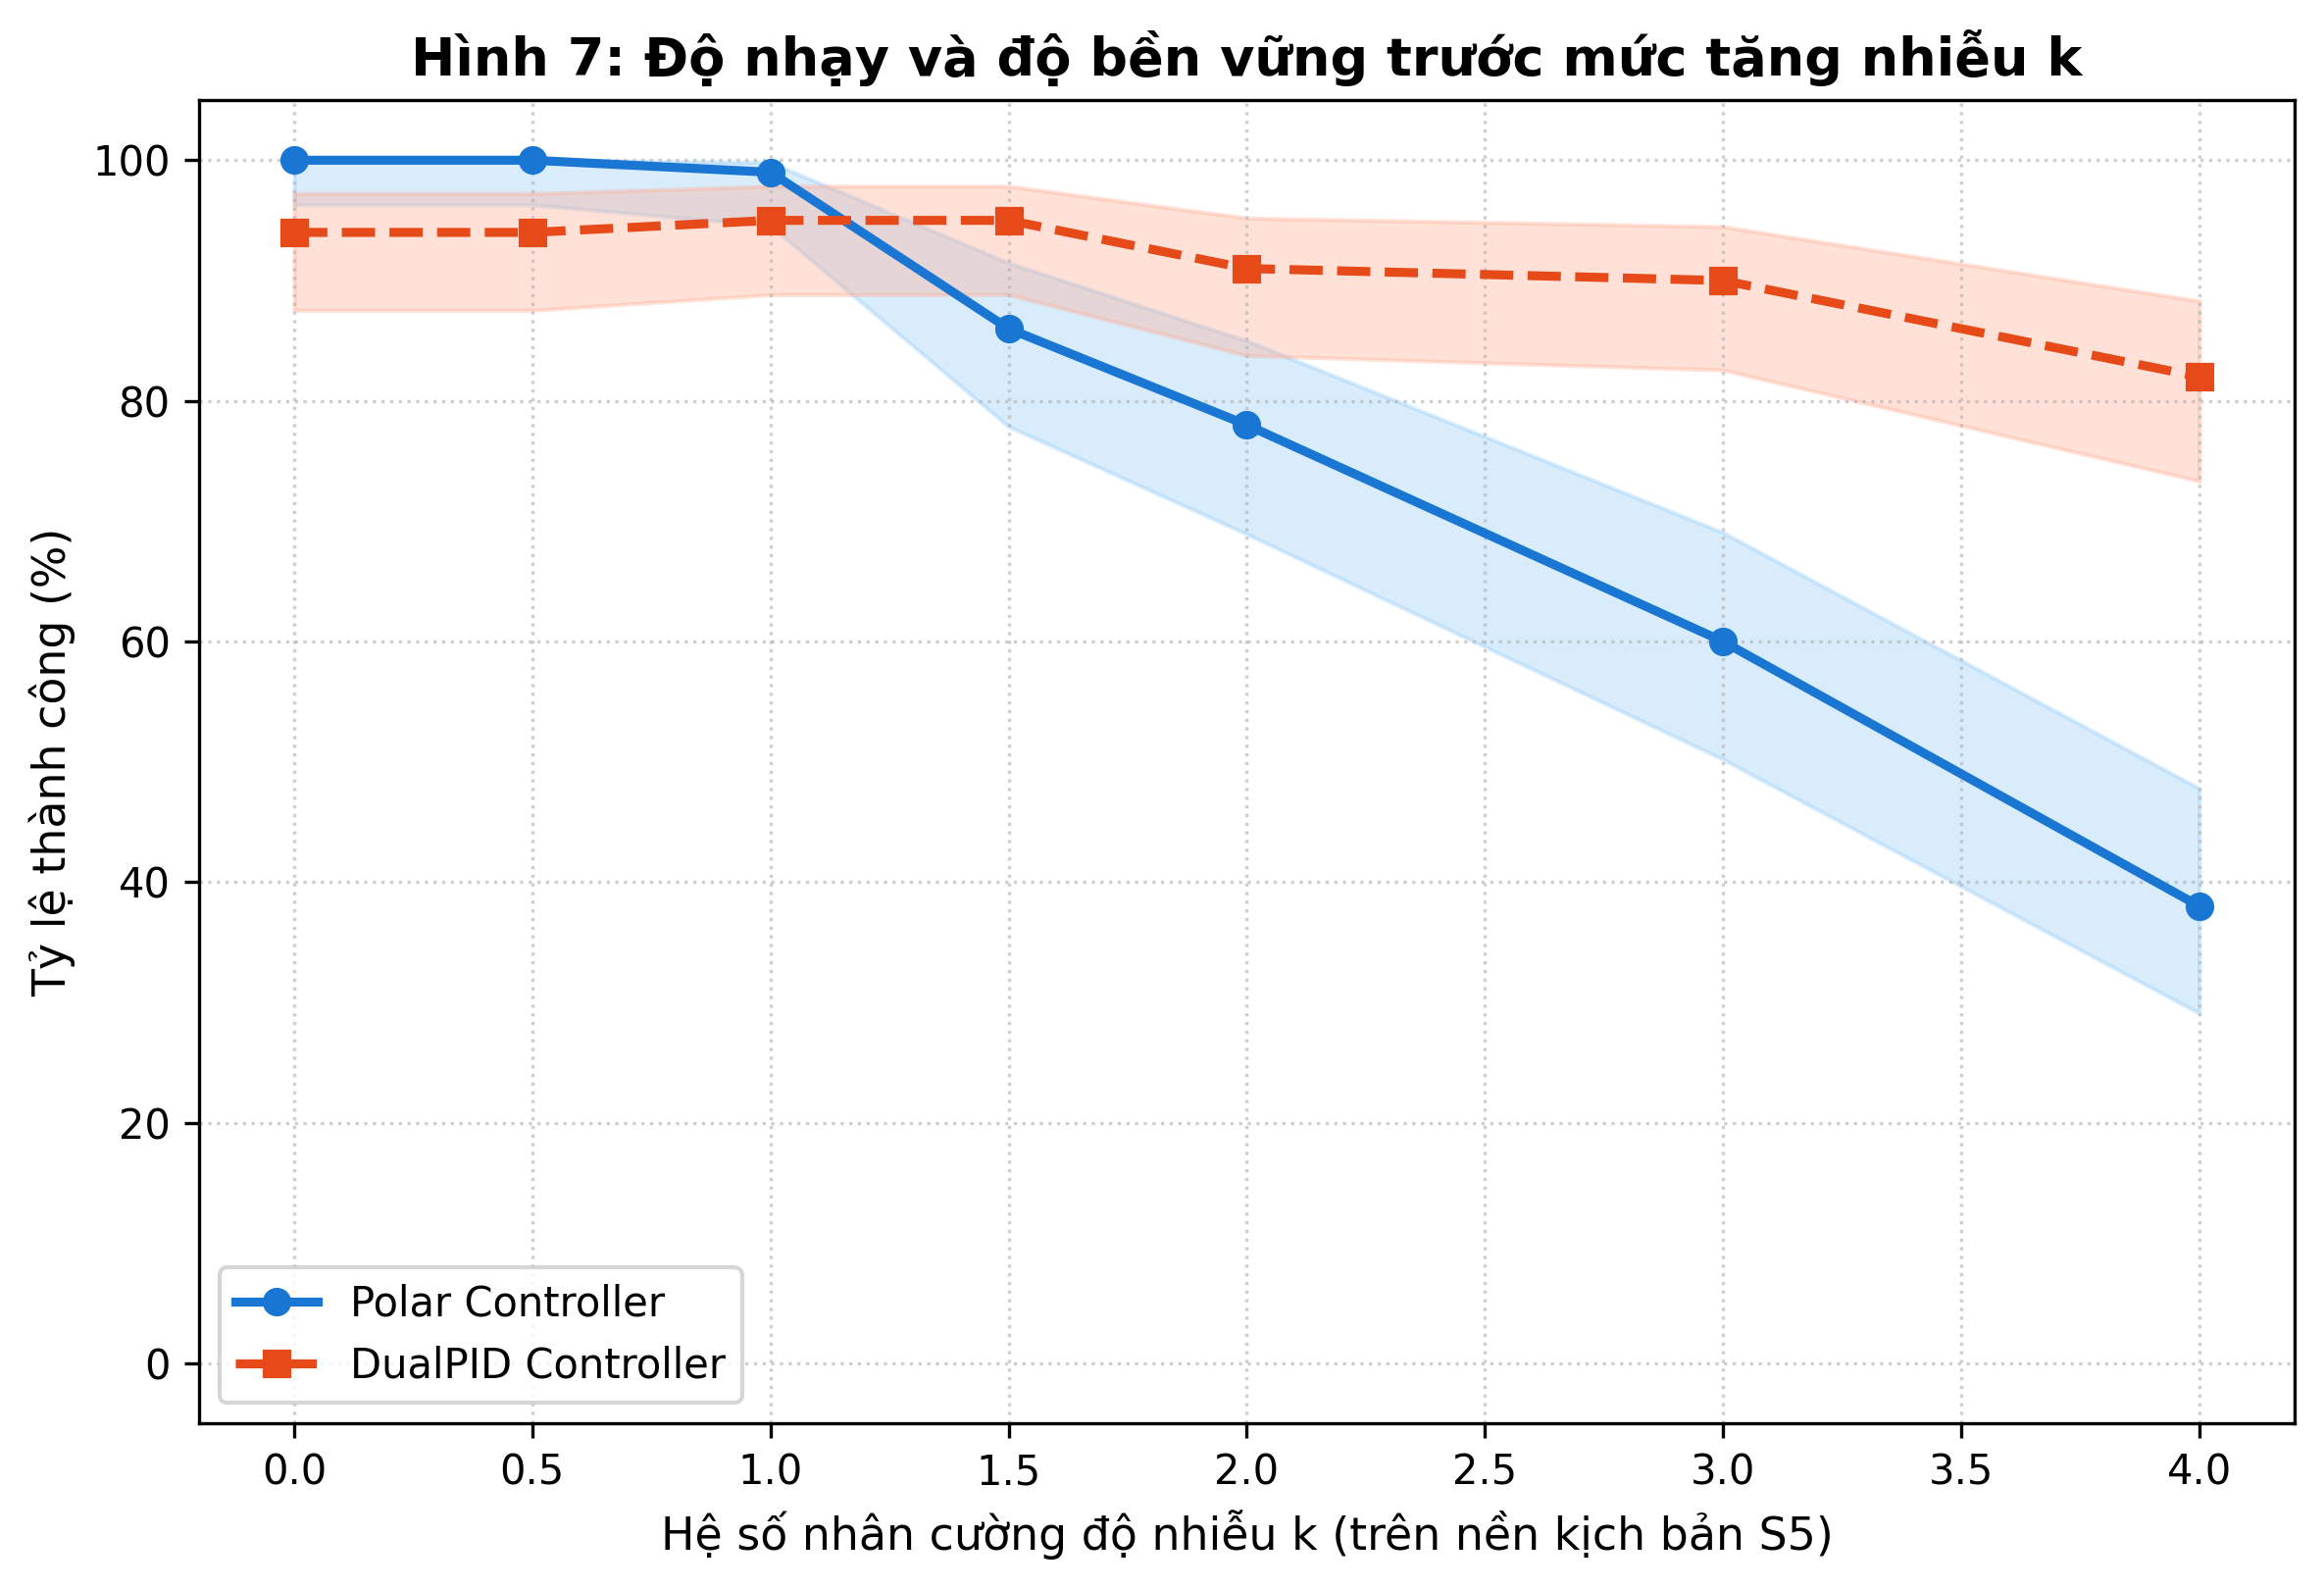 Hình 7: Độ nhạy và độ bền vững trước mức tăng nhiễu k
Tỷ lệ thành công (%)
100
80
60
40
20
0
Polar Controller
DualPID Controller
0.0 0.5 1.0 1.5 2.0 2.5 3.0 3.5 4.0
Hệ số nhân cường độ nhiễu k (trên nền kịch bản S5)